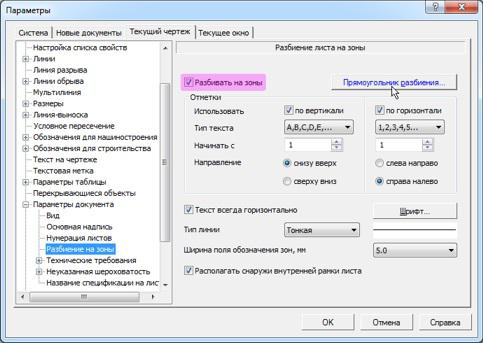 Параметры
Система
Новые документы
Текущий чертеж
Текущее окно
Настройка списка свойств
Линии
Линия разрыва
Линии обрыва
Мультилиния
Размеры
Линия-выноска
Условное пересечение
Обозначения для машиностроения
Обозначения для строительства
Текст на чертеже
Текстовая метка
Параметры таблицы
Перекрывающиеся объекты
Параметры документа
Вид
Основная надпись
Нумерация листов
Разбиение на зоны
Технические требования
Неуказанная шероховатость
Название спецификации на лис
Разбиение листа на зоны
Разбивать на зоны
Прямоугольник разбиения...
Отметки
Использовать по вертикали по горизонтали
Тип текста A,B,C,D,E,... 1,2,3,4,5...
Начинать с 1 1
Направление снизу вверх слева направо
сверху вниз справа налево
Текст всегда горизонтально Шрифт...
Тип линии Тонкая
Ширина поля обозначения зон, мм 5.0
Располагать снаружи внутренней рамки листа
OK Отмена Справка